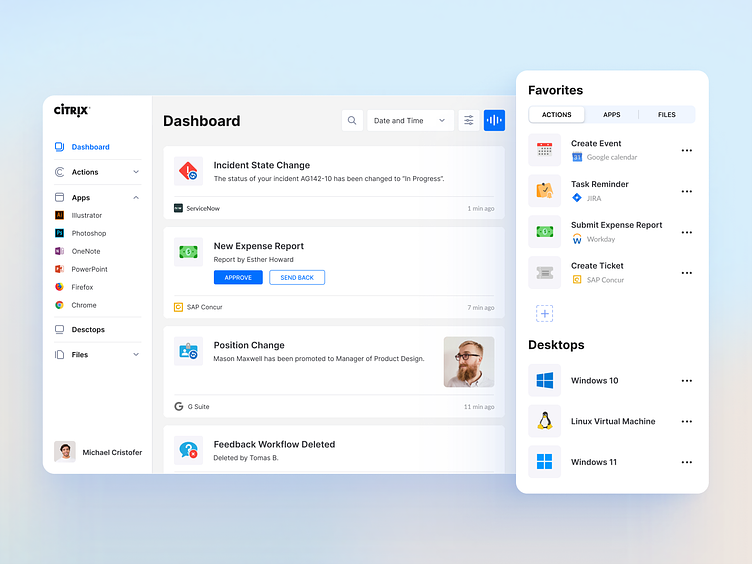 CİTRIX
Dashboard
Actions
Apps
Illustrator
Photoshop
OneNote
PowerPoint
Firefox
Chrome
Desctops
Files
Michael Cristofer
Dashboard
Date and Time
Incident State Change
The status of your incident AG142-10 has been changed to “In Progress”.
ServiceNow
1 min ago
New Expense Report
Report by Esther Howard
APPROVE
SEND BACK
SAP Concur
7 min ago
Position Change
Mason Maxwell has been promoted to Manager of Product Design.
G Suite
11 min ago
Feedback Workflow Deleted
Deleted by Tomas B.
Favorites
ACTIONS
APPS
FILES
Create Event
Google calendar
Task Reminder
JIRA
Submit Expense Report
Workday
Create Ticket
SAP Concur
Desktops
Windows 10
Linux Virtual Machine
Windows 11